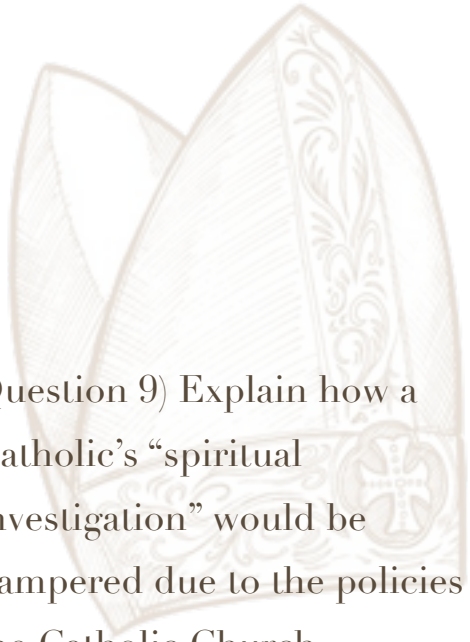 uestion 9) Explain how a
atholic’s “spiritual
nvestigation” would be
ampered due to the policies
he Catholic Church